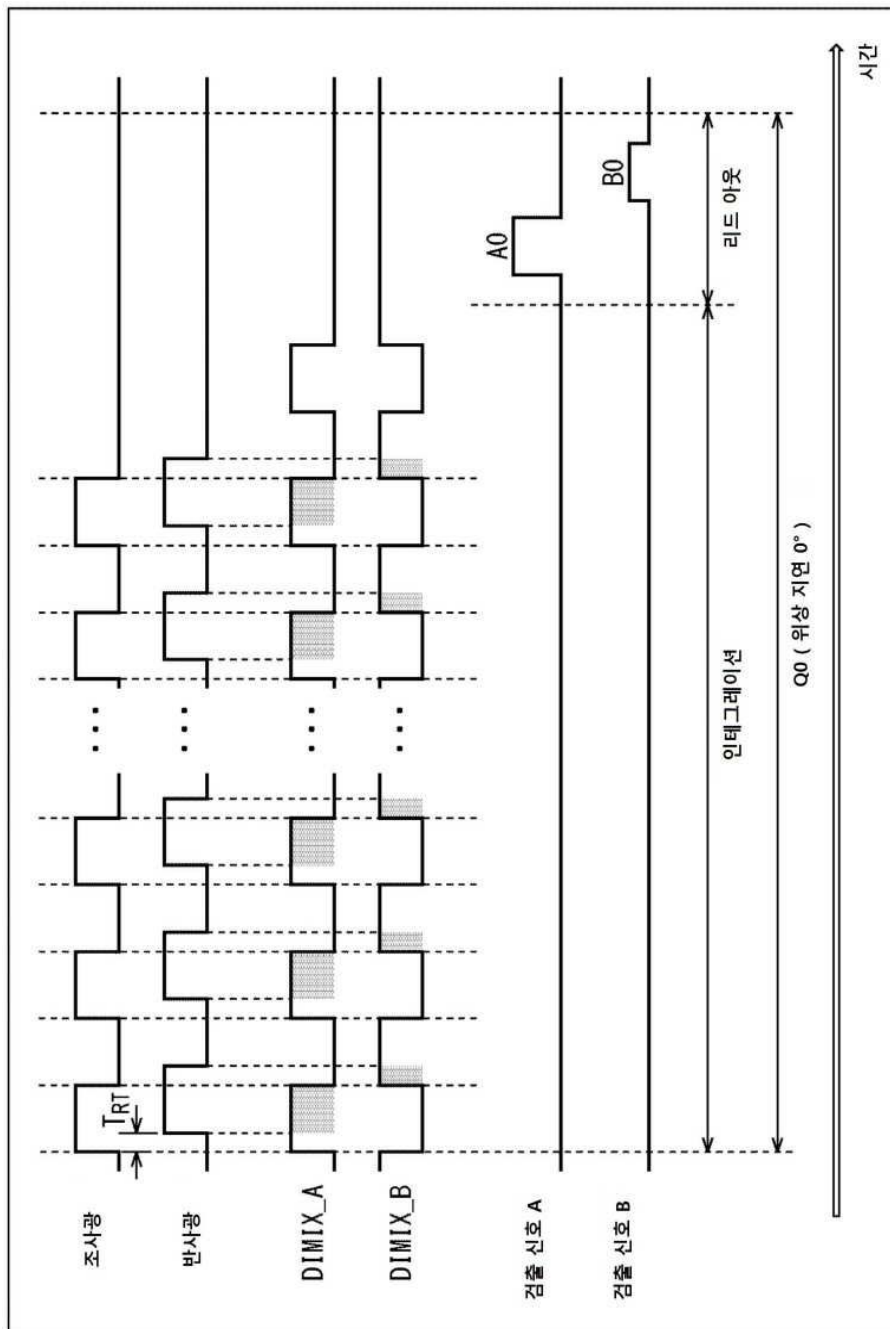 조사광
T_RT
반사광
DIMIX_A
DIMIX_B
검출 신호 A
A0
검출 신호 B
B0
인테그레이션
리드 아웃
Q0 ( 위상 지연 0° )
시간